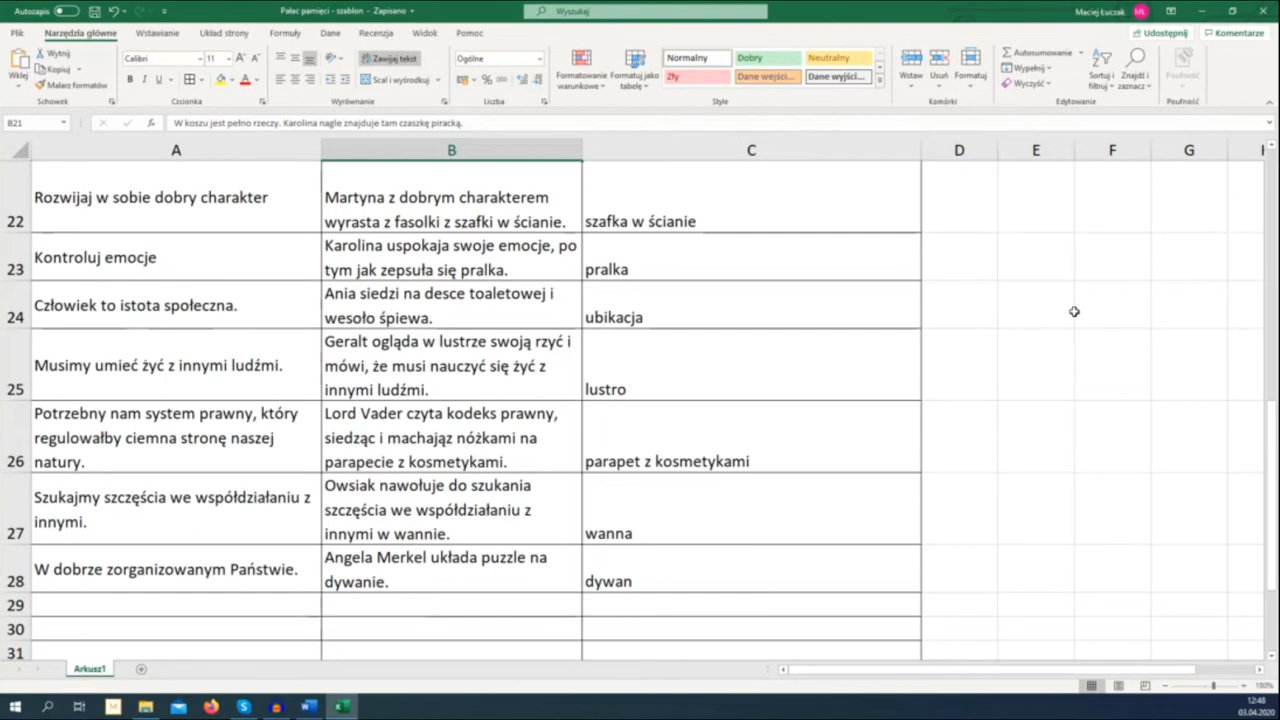 Autozapis
Pałac pamięci - szablon - Zapisano
Wyszukaj
Maciej Łuczak
MŁ
Plik
Narzędzia główne
Wstawianie
Układ strony
Formuły
Dane
Recenzja
Widok
Pomoc
Udostępnij
Komentarze
Wklej
Wytnij
Kopiuj
Malarz formatów
Schowek
Calibri
11
B I U
Czcionka
Zawijaj tekst
Scal i wyśrodkuj
Wyrównanie
Ogólne
% 000
Liczba
Formatowanie
warunkowe
Formatuj jako
tabelę
Normalny
Dobry
Neutralny
Zły
Dane wejści...
Dane wyjści...
Style
Wstaw
Usuń
Formatuj
Komórki
Autosumowanie
Wypełnij
Wyczyść
Sortuj i
filtruj
Znajdź i
zaznacz
Edytowanie
Poufność
Poufność
B21
fx
W koszu jest pełno rzeczy. Karolina nagle znajduje tam czaszkę piracką.
A B C D E F G
22
Rozwijaj w sobie dobry charakter
Martyna z dobrym charakterem
wyrasta z fasolki z szafki w ścianie.
szafka w ścianie
23
Kontroluj emocje
Karolina uspokaja swoje emocje, po
tym jak zepsuła się pralka.
pralka
24
Człowiek to istota społeczna.
Ania siedzi na desce toaletowej i
wesoło śpiewa.
ubikacja
25
Musimy umieć żyć z innymi ludźmi.
Geralt ogląda w lustrze swoją rzyć i
mówi, że musi nauczyć się żyć z
innymi ludźmi.
lustro
26
Potrzebny nam system prawny, który
regulowałby ciemna stronę naszej
natury.
Lord Vader czyta kodeks prawny,
siedząc i machająz nóżkami na
parapecie z kosmetykami.
parapet z kosmetykami
27
Szukajmy szczęścia we współdziałaniu z
innymi.
Owsiak nawołuje do szukania
szczęścia we współdziałaniu z
innymi w wannie.
wanna
28
W dobrze zorganizowanym Państwie.
Angela Merkel układa puzzle na
dywanie.
dywan
29
30
31
Arkusz1
180%
12:48
03.04.2020